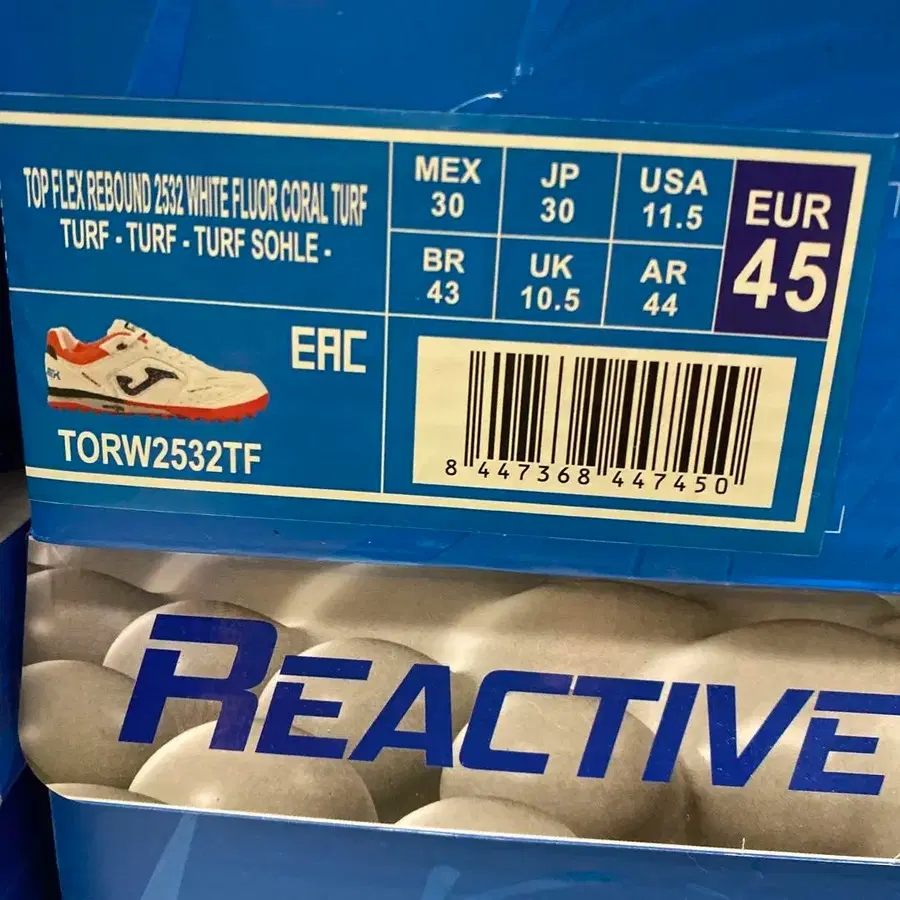 TOP FLEX REBOUND 2532 WHITE FLUOR CORAL TURF
TURF - TURF - TURF SOHLE -
MEX
30
JP
30
USA
11.5
EUR
45
BR
43
UK
10.5
AR
44
EAC
TORW2532TF
8 447368 447450
REACTIVE